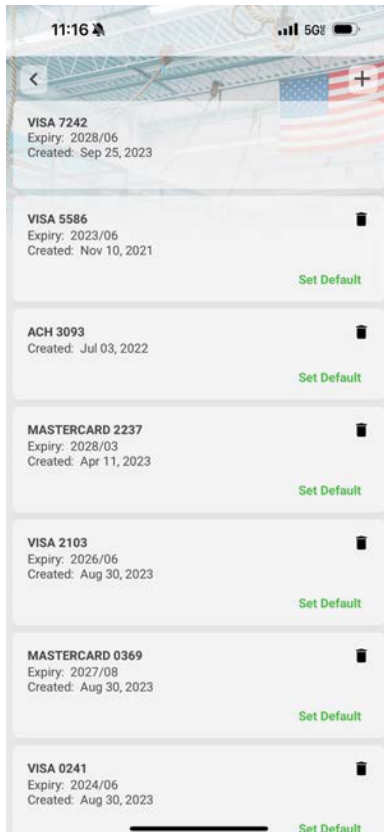 11:16
5G
VISA 7242
Expiry: 2028/06
Created: Sep 25, 2023
VISA 5586
Expiry: 2023/06
Created: Nov 10, 2021
Set Default
ACH 3093
Created: Jul 03, 2022
Set Default
MASTERCARD 2237
Expiry: 2028/03
Created: Apr 11, 2023
Set Default
VISA 2103
Expiry: 2026/06
Created: Aug 30, 2023
Set Default
MASTERCARD 0369
Expiry: 2027/08
Created: Aug 30, 2023
Set Default
VISA 0241
Expiry: 2024/06
Created: Aug 30, 2023
Set Default